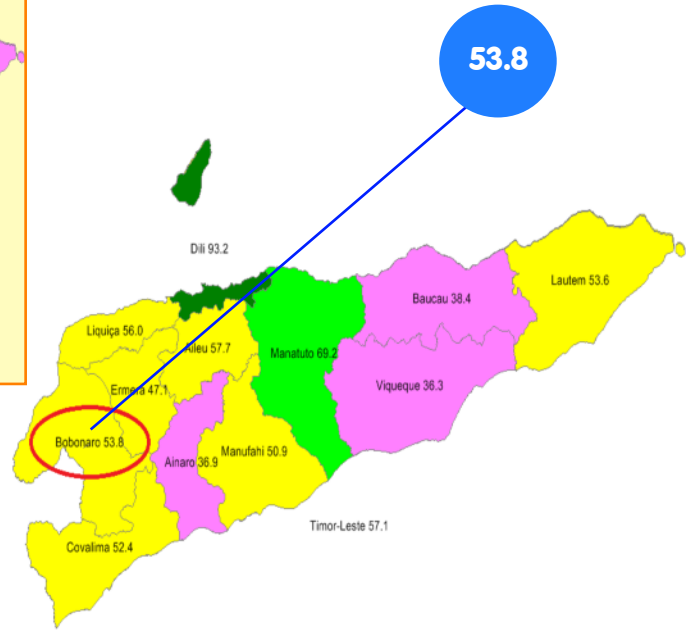 53.8
Dili 93.2
Lautem 53.6
Baucau 38.4
Liquiça 56.0
Aileu 57.7
Manatuto 69.2
Viqueque 36.3
Ermera 47.1
Bobonaro 53.8
Manufahi 50.9
Ainaro 36.9
Timor-Leste 57.1
Covalima 52.4